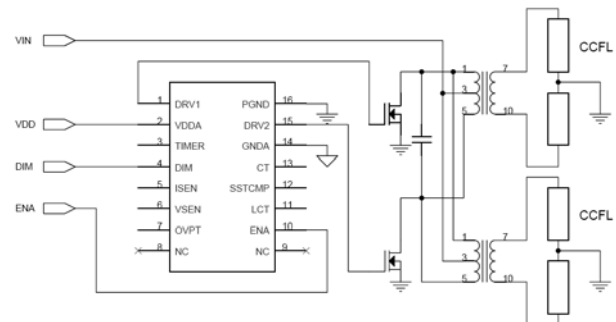 VIN
VDD
DIM
ENA
1 DRV1 PGND 16
2 VDDA DRV2 15
3 TIMER GNDA 14
4 DIM CT 13
5 ISEN SSTCMP 12
6 VSEN LCT 11
7 OVPT ENA 10
8 NC NC 9
1 7
3
5 10
CCFL
1 7
3
5 10
CCFL